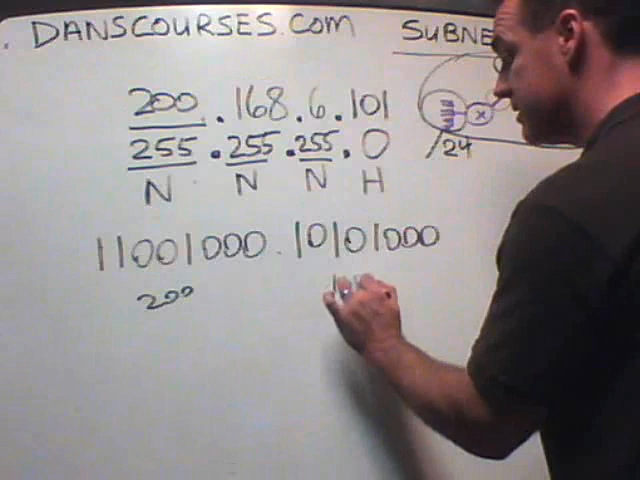 DANSCOURSES.COM
SUBNE
200.168.6.101
255.255.255.0
N N N H
/24
X
11001000.10101000
200